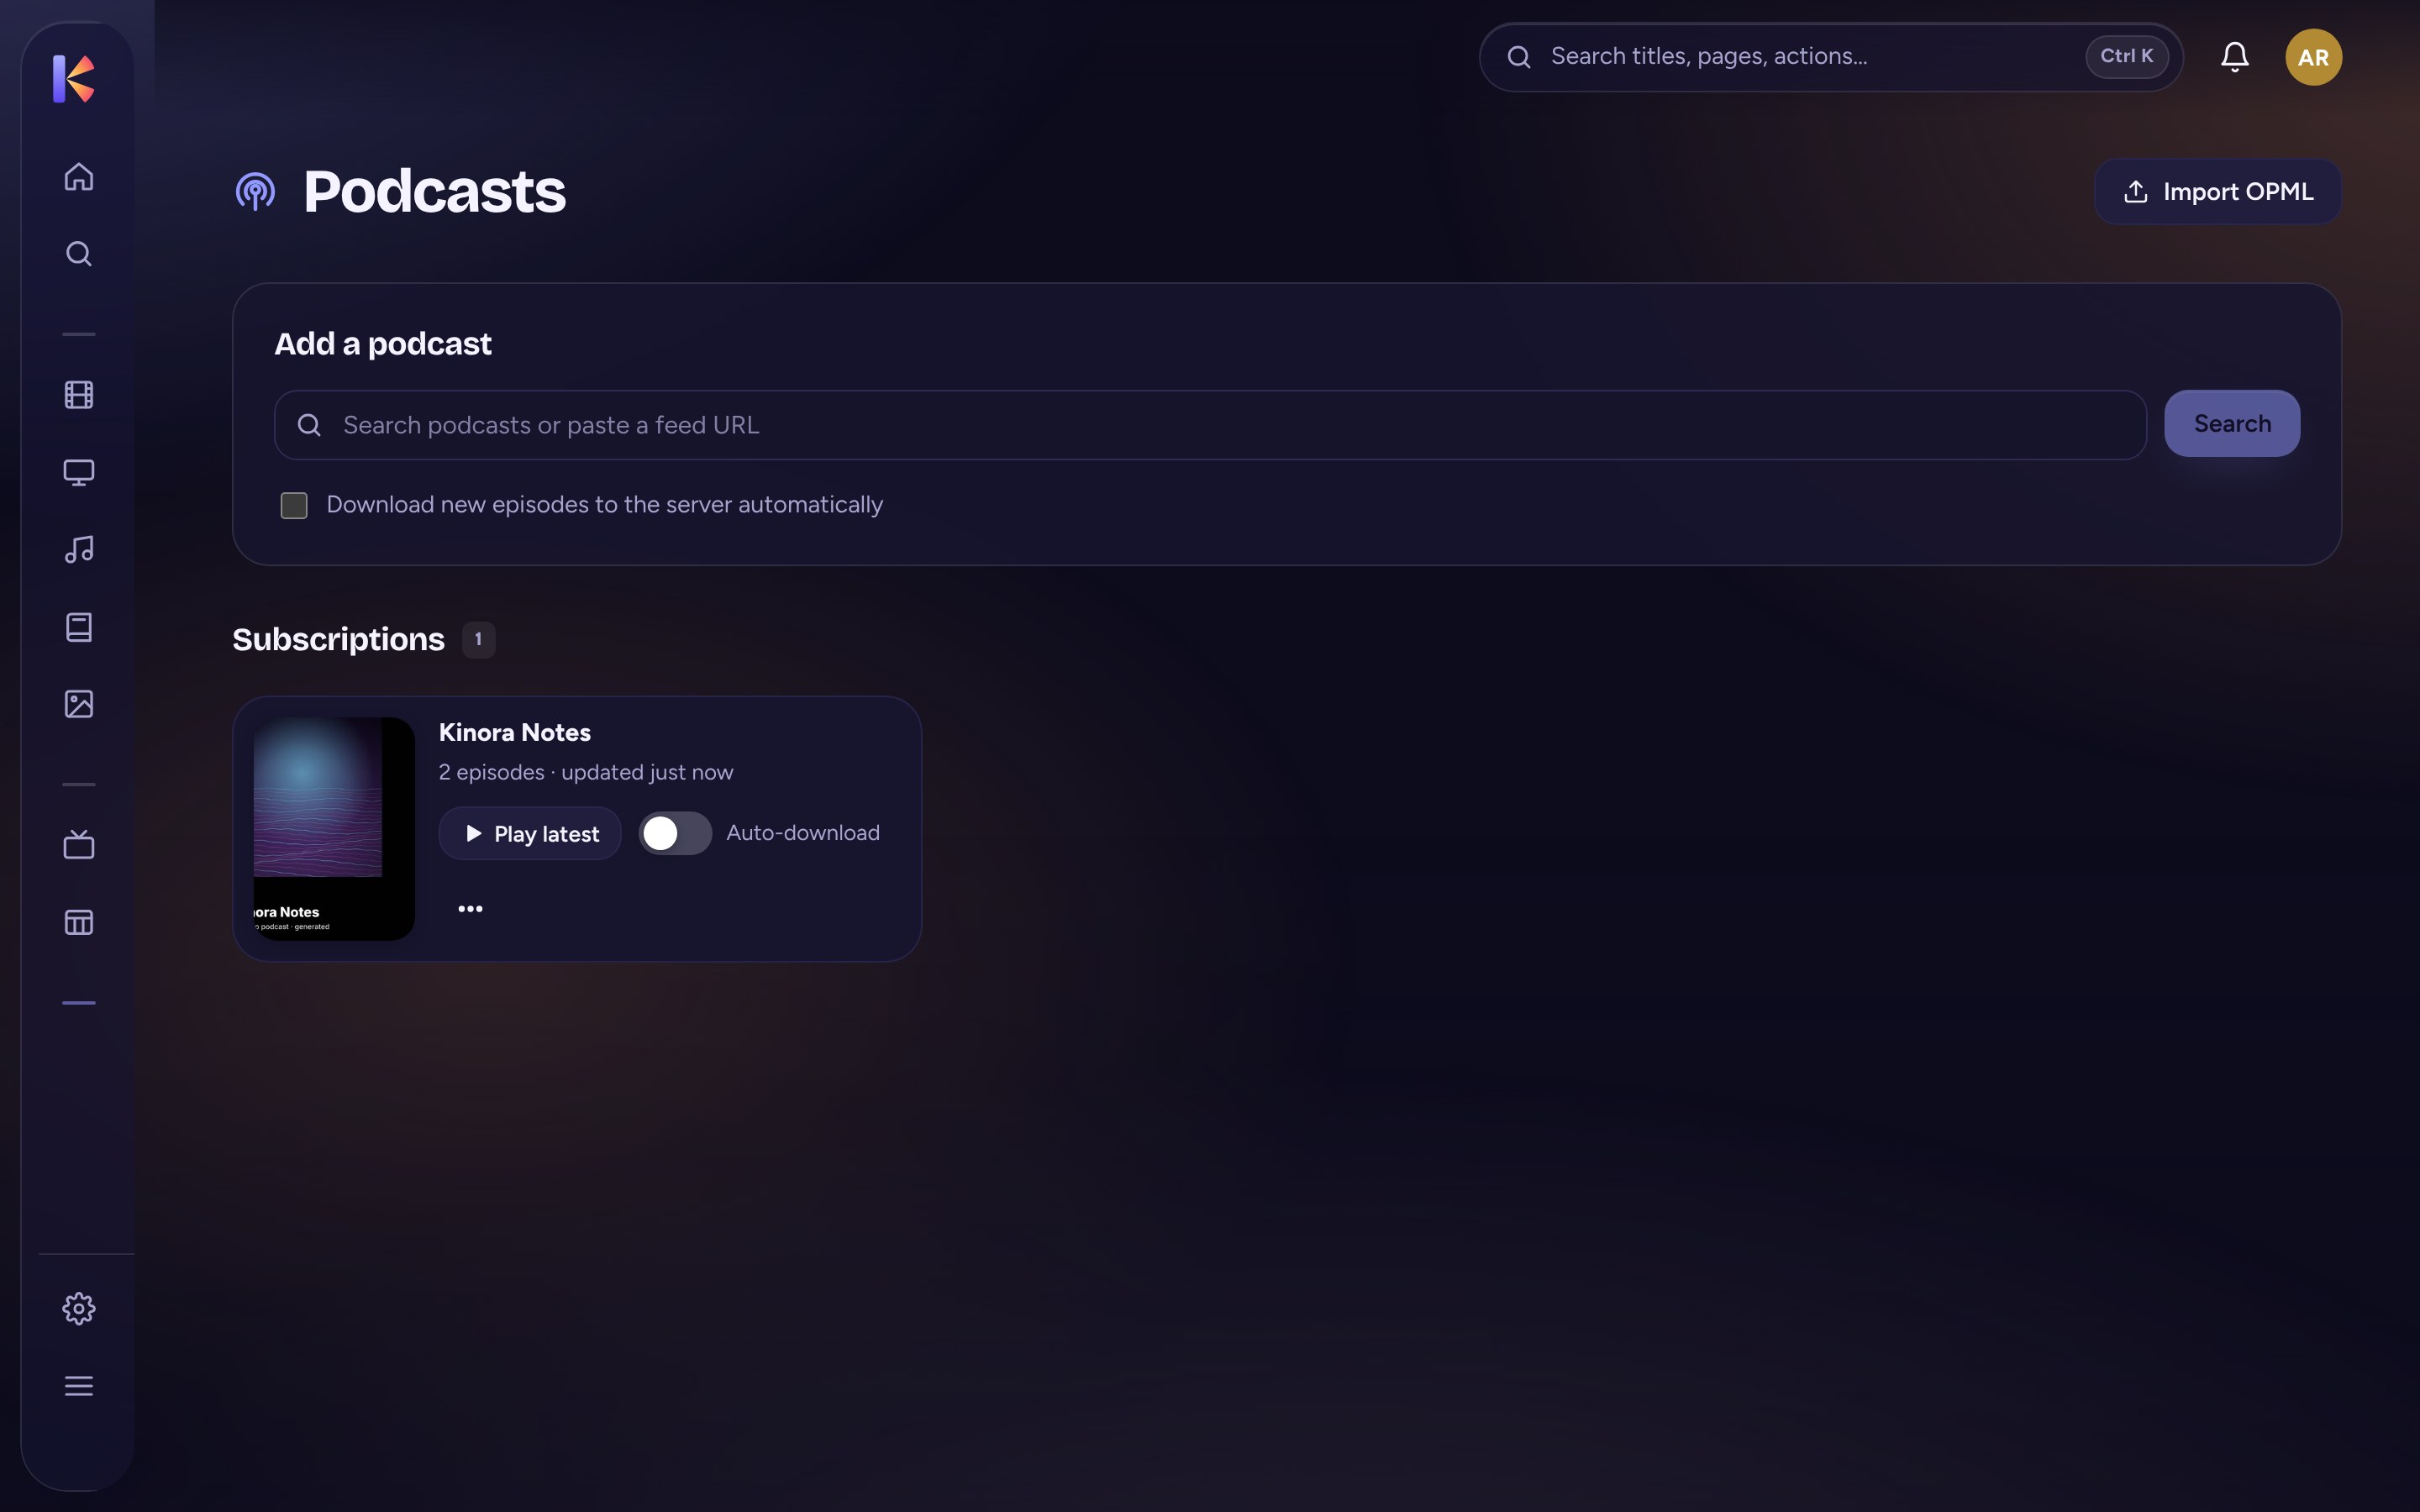 Search titles, pages, actions...
Ctrl K
AR
Podcasts
Import OPML
Add a podcast
Search podcasts or paste a feed URL
Search
Download new episodes to the server automatically
Subscriptions 1
Kinora Notes
2 episodes · updated just now
Play latest
Auto-download
ora Notes
o podcast · generated